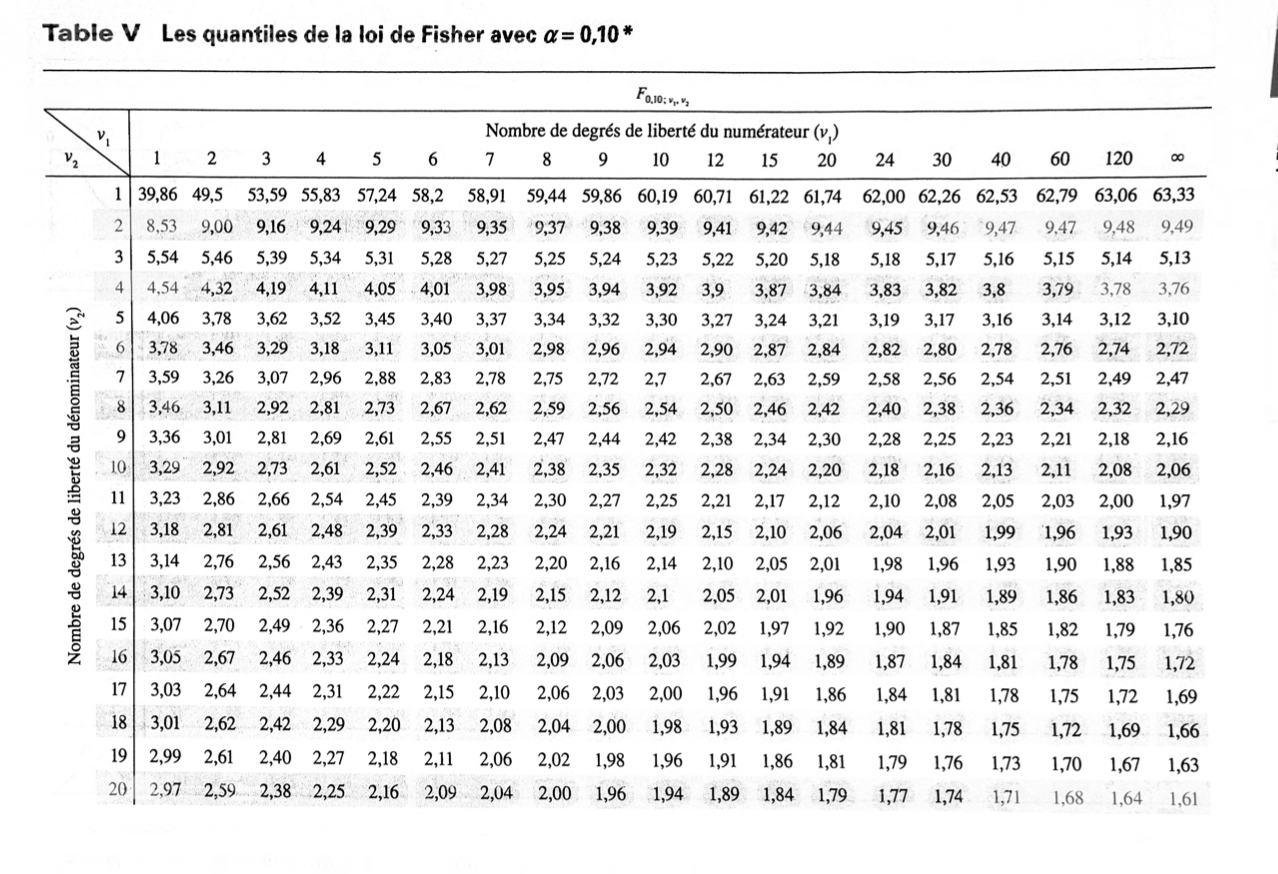 Table V Les quantiles de la loi de Fisher avec α = 0,10 *
F0,10; ν1, ν2
Nombre de degrés de liberté du numérateur (ν1)
ν1
ν2 1 2 3 4 5 6 7 8 9 10 12 15 20 24 30 40 60 120 ∞
Nombre de degrés de liberté du dénominateur (ν2)
1 39,86 49,5 53,59 55,83 57,24 58,2 58,91 59,44 59,86 60,19 60,71 61,22 61,74 62,00 62,26 62,53 62,79 63,06 63,33
2 8,53 9,00 9,16 9,24 9,29 9,33 9,35 9,37 9,38 9,39 9,41 9,42 9,44 9,45 9,46 9,47 9,47 9,48 9,49
3 5,54 5,46 5,39 5,34 5,31 5,28 5,27 5,25 5,24 5,23 5,22 5,20 5,18 5,18 5,17 5,16 5,15 5,14 5,13
4 4,54 4,32 4,19 4,11 4,05 4,01 3,98 3,95 3,94 3,92 3,9 3,87 3,84 3,83 3,82 3,8 3,79 3,78 3,76
5 4,06 3,78 3,62 3,52 3,45 3,40 3,37 3,34 3,32 3,30 3,27 3,24 3,21 3,19 3,17 3,16 3,14 3,12 3,10
6 3,78 3,46 3,29 3,18 3,11 3,05 3,01 2,98 2,96 2,94 2,90 2,87 2,84 2,82 2,80 2,78 2,76 2,74 2,72
7 3,59 3,26 3,07 2,96 2,88 2,83 2,78 2,75 2,72 2,7 2,67 2,63 2,59 2,58 2,56 2,54 2,51 2,49 2,47
8 3,46 3,11 2,92 2,81 2,73 2,67 2,62 2,59 2,56 2,54 2,50 2,46 2,42 2,40 2,38 2,36 2,34 2,32 2,29
9 3,36 3,01 2,81 2,69 2,61 2,55 2,51 2,47 2,44 2,42 2,38 2,34 2,30 2,28 2,25 2,23 2,21 2,18 2,16
10 3,29 2,92 2,73 2,61 2,52 2,46 2,41 2,38 2,35 2,32 2,28 2,24 2,20 2,18 2,16 2,13 2,11 2,08 2,06
11 3,23 2,86 2,66 2,54 2,45 2,39 2,34 2,30 2,27 2,25 2,21 2,17 2,12 2,10 2,08 2,05 2,03 2,00 1,97
12 3,18 2,81 2,61 2,48 2,39 2,33 2,28 2,24 2,21 2,19 2,15 2,10 2,06 2,04 2,01 1,99 1,96 1,93 1,90
13 3,14 2,76 2,56 2,43 2,35 2,28 2,23 2,20 2,16 2,14 2,10 2,05 2,01 1,98 1,96 1,93 1,90 1,88 1,85
14 3,10 2,73 2,52 2,39 2,31 2,24 2,19 2,15 2,12 2,1 2,05 2,01 1,96 1,94 1,91 1,89 1,86 1,83 1,80
15 3,07 2,70 2,49 2,36 2,27 2,21 2,16 2,12 2,09 2,06 2,02 1,97 1,92 1,90 1,87 1,85 1,82 1,79 1,76
16 3,05 2,67 2,46 2,33 2,24 2,18 2,13 2,09 2,06 2,03 1,99 1,94 1,89 1,87 1,84 1,81 1,78 1,75 1,72
17 3,03 2,64 2,44 2,31 2,22 2,15 2,10 2,06 2,03 2,00 1,96 1,91 1,86 1,84 1,81 1,78 1,75 1,72 1,69
18 3,01 2,62 2,42 2,29 2,20 2,13 2,08 2,04 2,00 1,98 1,93 1,89 1,84 1,81 1,78 1,75 1,72 1,69 1,66
19 2,99 2,61 2,40 2,27 2,18 2,11 2,06 2,02 1,98 1,96 1,91 1,86 1,81 1,79 1,76 1,73 1,70 1,67 1,63
20 2,97 2,59 2,38 2,25 2,16 2,09 2,04 2,00 1,96 1,94 1,89 1,84 1,79 1,77 1,74 1,71 1,68 1,64 1,61